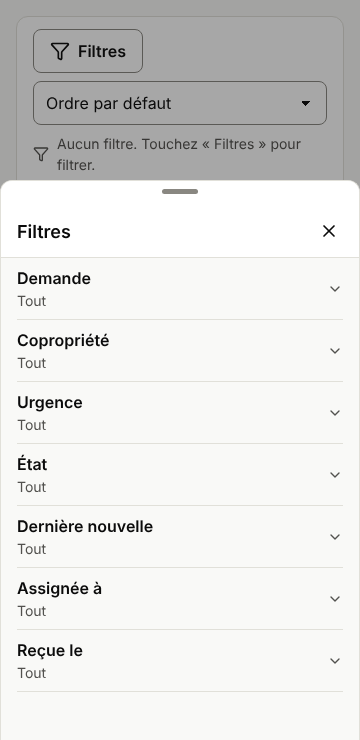 Filtres
Ordre par défaut
Aucun filtre. Touchez « Filtres » pour
filtrer.
Filtres
Demande
Tout
Copropriété
Tout
Urgence
Tout
État
Tout
Dernière nouvelle
Tout
Assignée à
Tout
Reçue le
Tout